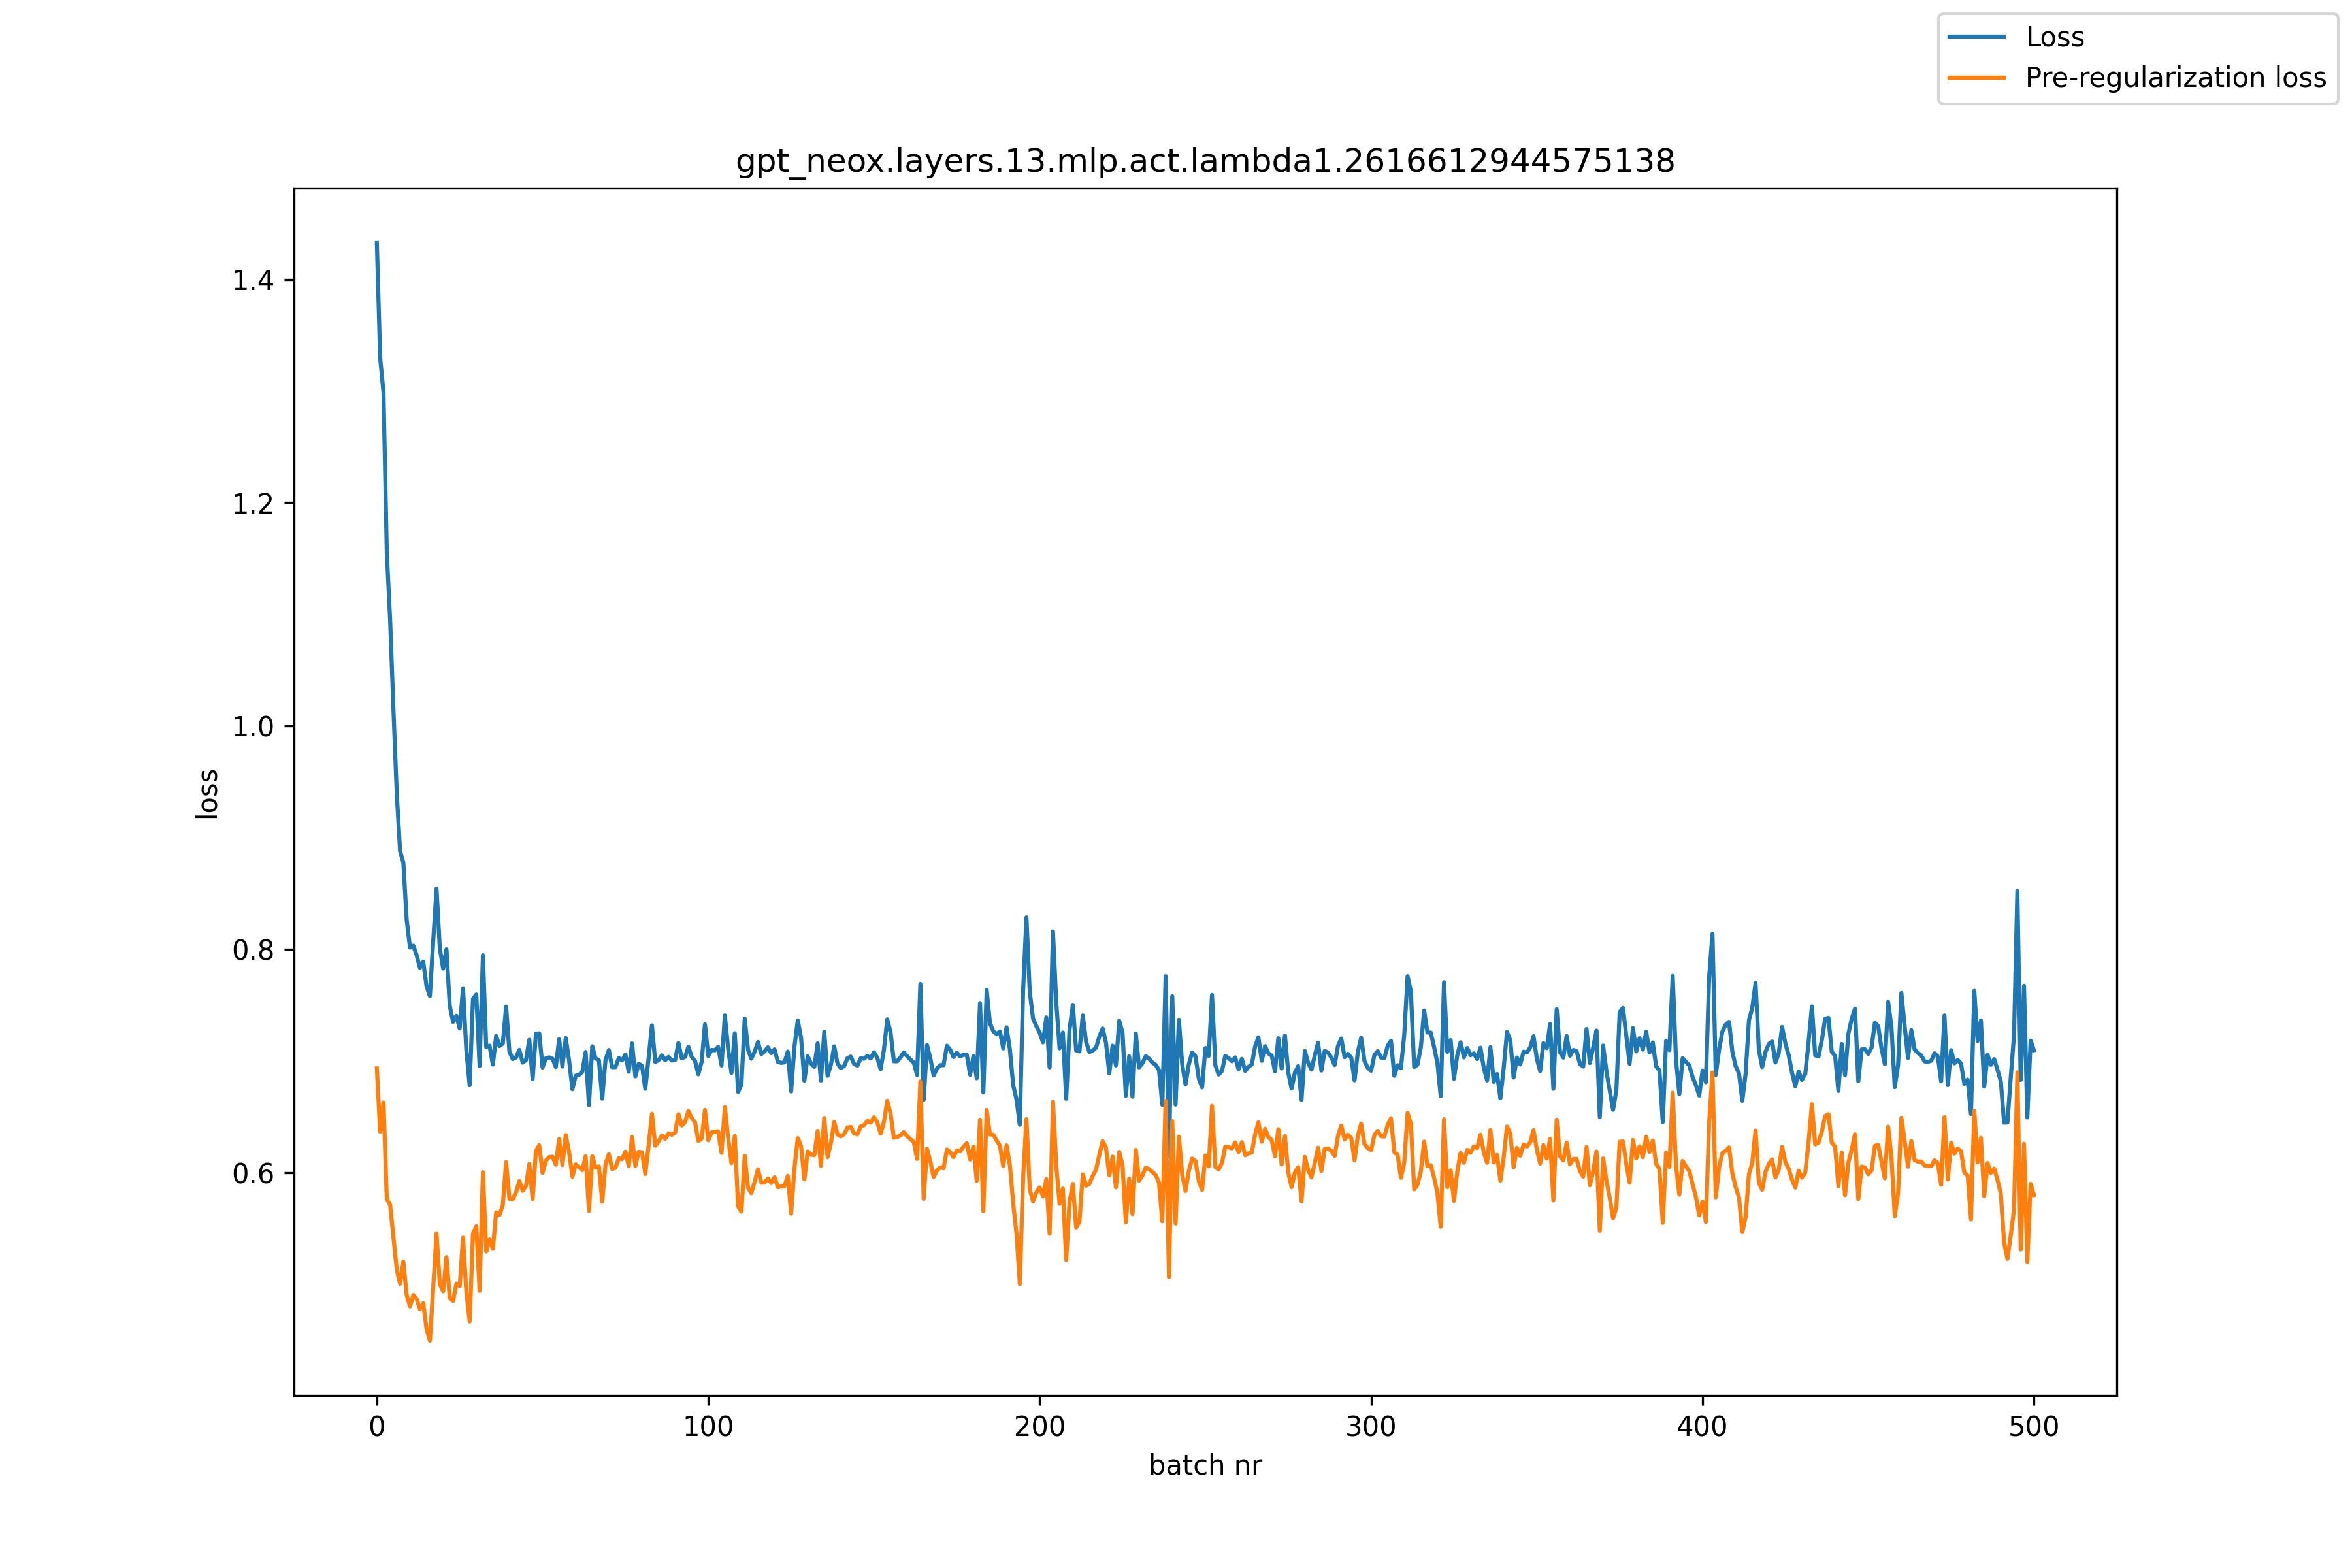 Loss
Pre-regularization loss
gpt_neox.layers.13.mlp.act.lambda1.2616612944575138
1.4
1.2
1.0
0.8
0.6
loss
0 100 200 300 400 500
batch nr